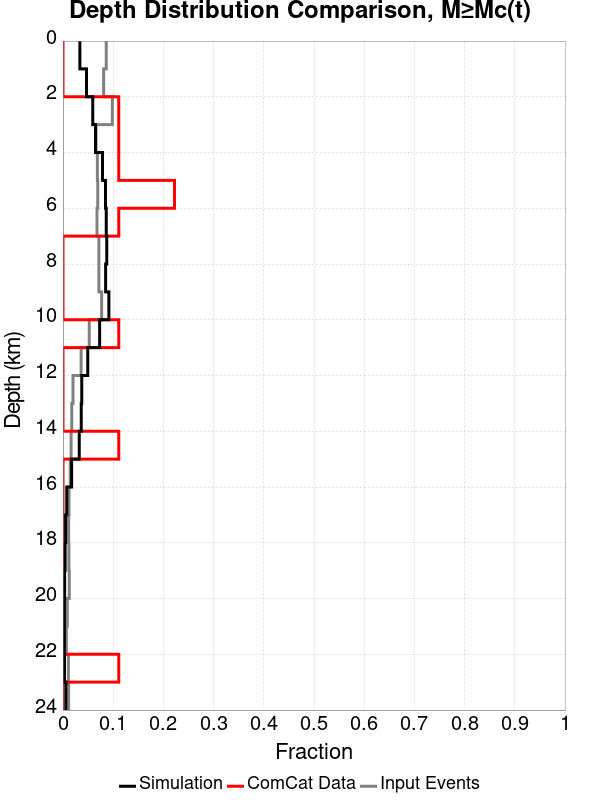 Depth Distribution Comparison, M≥Mc(t)
0
2
4
6
8
10
12
14
16
18
20
22
24
Depth (km)
0 0.1 0.2 0.3 0.4 0.5 0.6 0.7 0.8 0.9 1
Fraction
Simulation ComCat Data Input Events